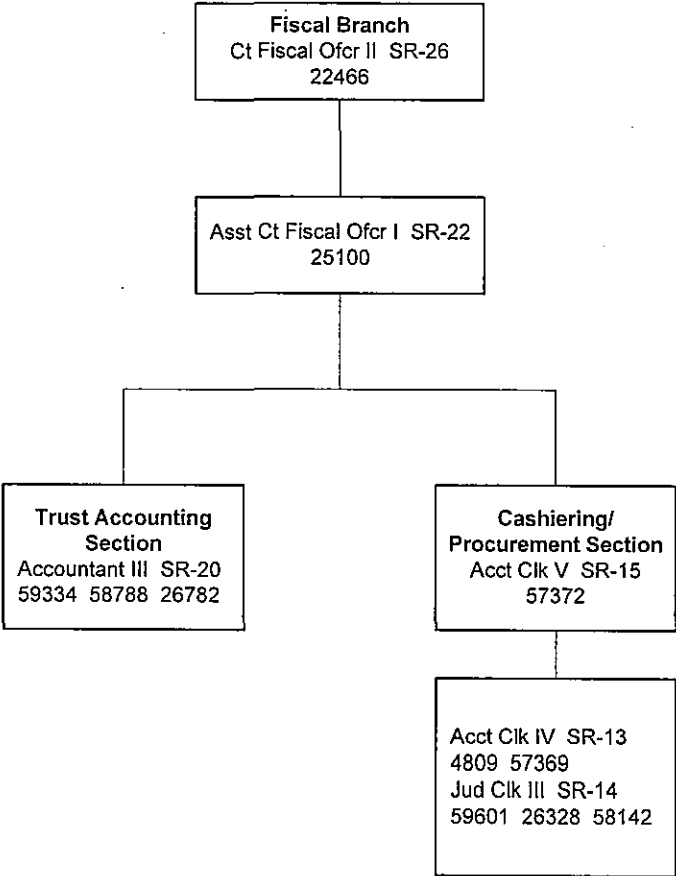 Fiscal Branch
Ct Fiscal Ofcr II SR-26
22466
Asst Ct Fiscal Ofcr I SR-22
25100
Trust Accounting
Section
Accountant III SR-20
59334 58788 26782
Cashiering/
Procurement Section
Acct Clk V SR-15
57372
Acct Clk IV SR-13
4809 57369
Jud Clk III SR-14
59601 26328 58142